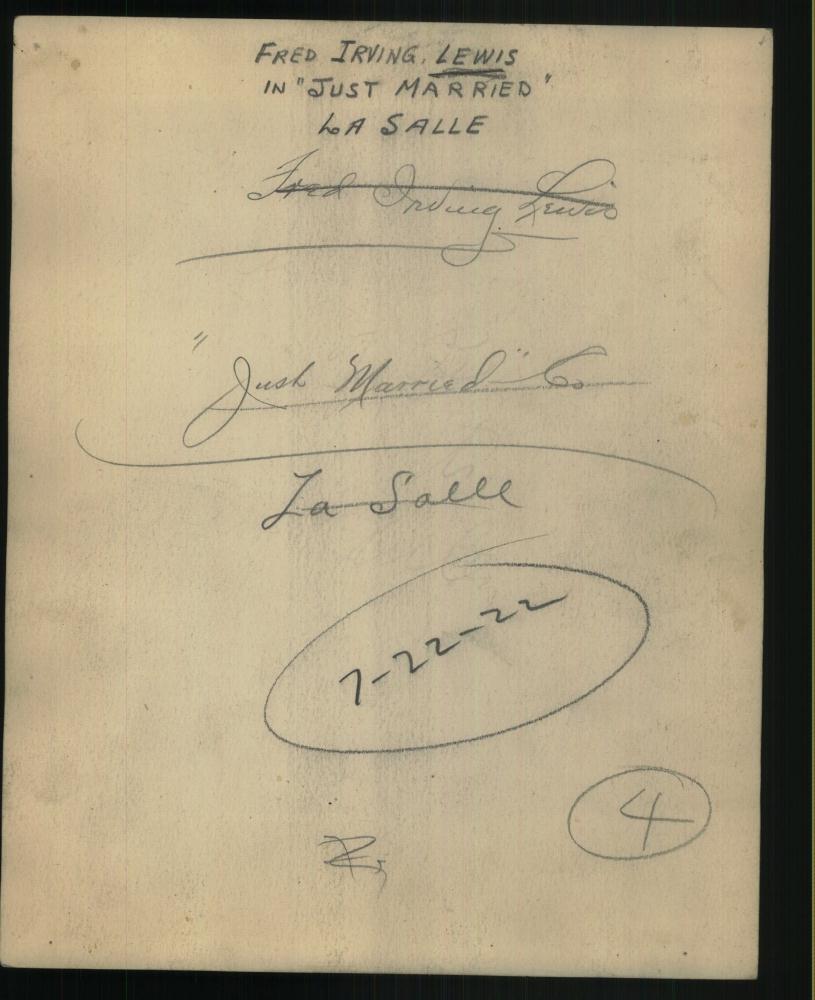 FRED IRVING, LEWIS
IN "JUST MARRIED"
LA SALLE
Fred Irving Lewis
"Just Married" Co
La Salle
7-22-22
4